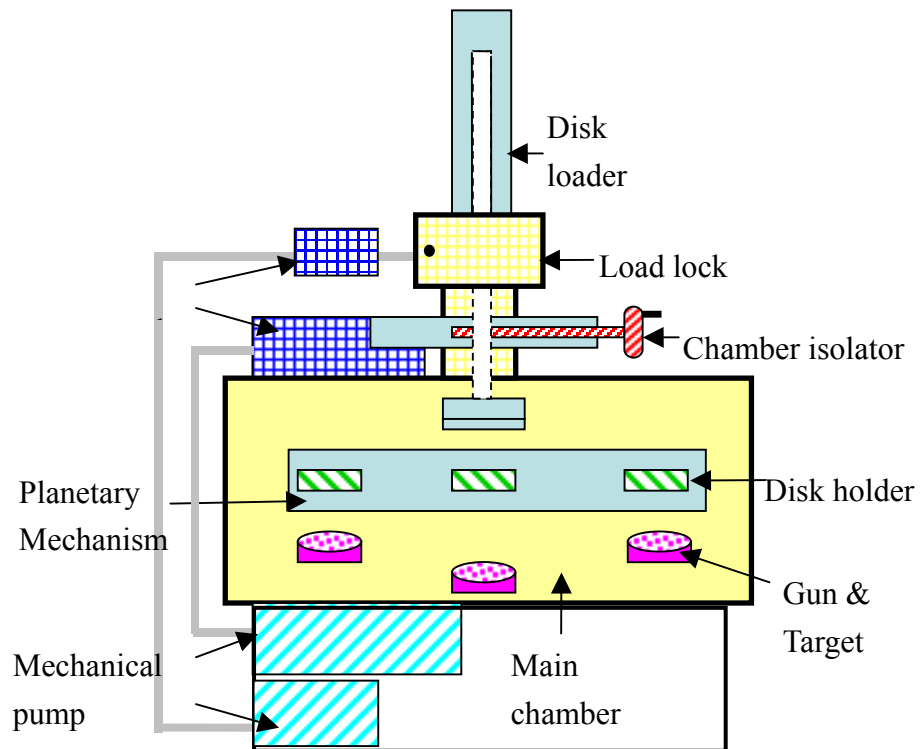 Disk
loader
Load lock
Chamber isolator
Planetary
Mechanism
Disk holder
Gun &
Target
Mechanical
pump
Main
chamber